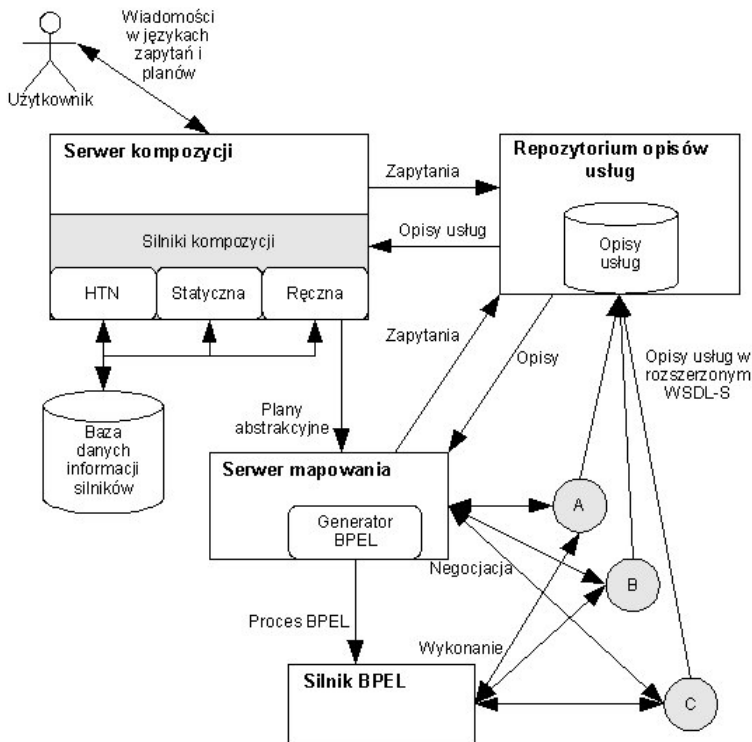 Wiadomości
w językach
zapytań i
planów
Użytkownik
Serwer kompozycji
Repozytorium opisów
usług
Zapytania
Opisy usług
Silniki kompozycji
Opisy
usług
HTN
Statyczna
Ręczna
Zapytania
Opisy
Opisy usług w
rozszerzonym
WSDL-S
Plany
abstrakcyjne
Baza
danych
informacji
silników
Serwer mapowania
Generator
BPEL
A
Negocjacja
B
Proces BPEL
Wykonanie
Silnik BPEL
C